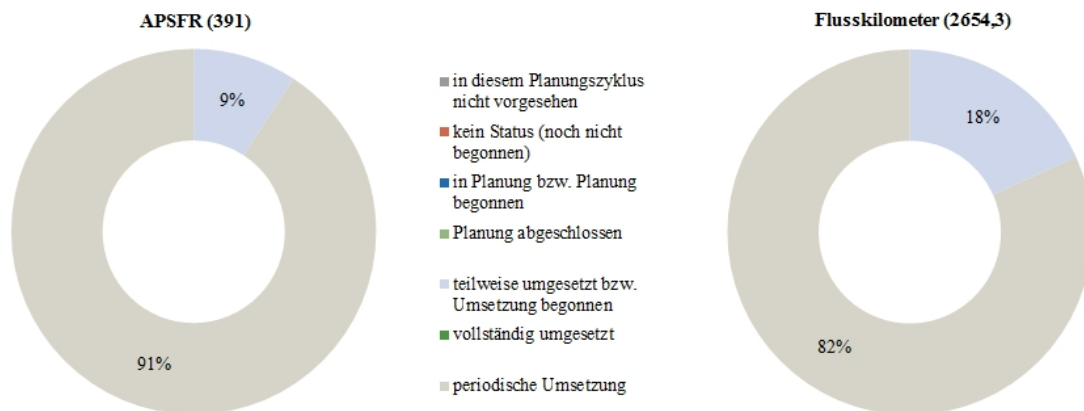 APSFR (391)
9%
91%
in diesem Planungszyklus
nicht vorgesehen
kein Status (noch nicht
begonnen)
in Planung bzw. Planung
begonnen
Planung abgeschlossen
teilweise umgesetzt bzw.
Umsetzung begonnen
vollständig umgesetzt
periodische Umsetzung
Flusskilometer (2654,3)
18%
82%